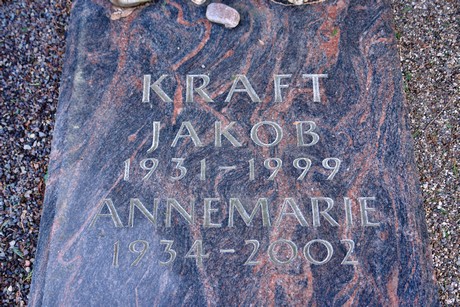 KRAFT
JAKOB
1931-1999
ANNEMARIE
1934-2002